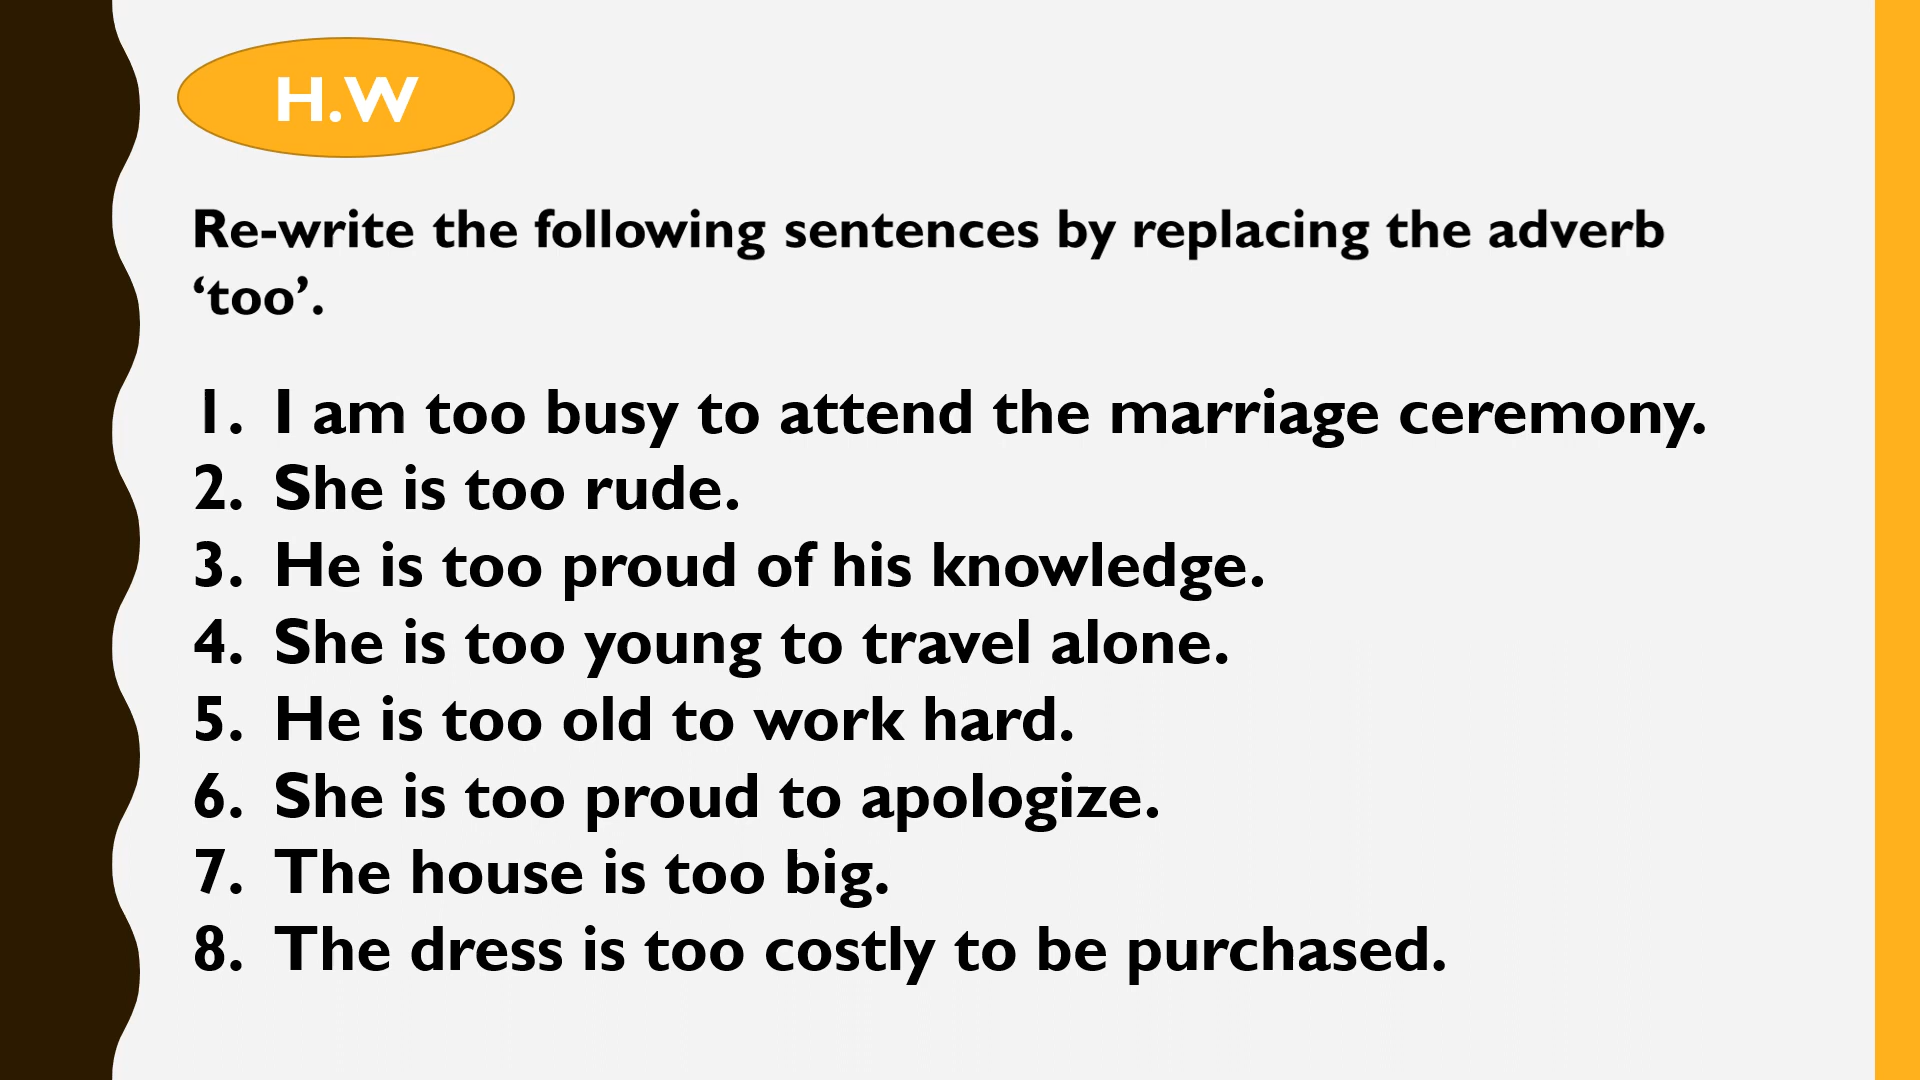 H.W
Re-write the following sentences by replacing the adverb
‘too’.
1. I am too busy to attend the marriage ceremony.
2. She is too rude.
3. He is too proud of his knowledge.
4. She is too young to travel alone.
5. He is too old to work hard.
6. She is too proud to apologize.
7. The house is too big.
8. The dress is too costly to be purchased.